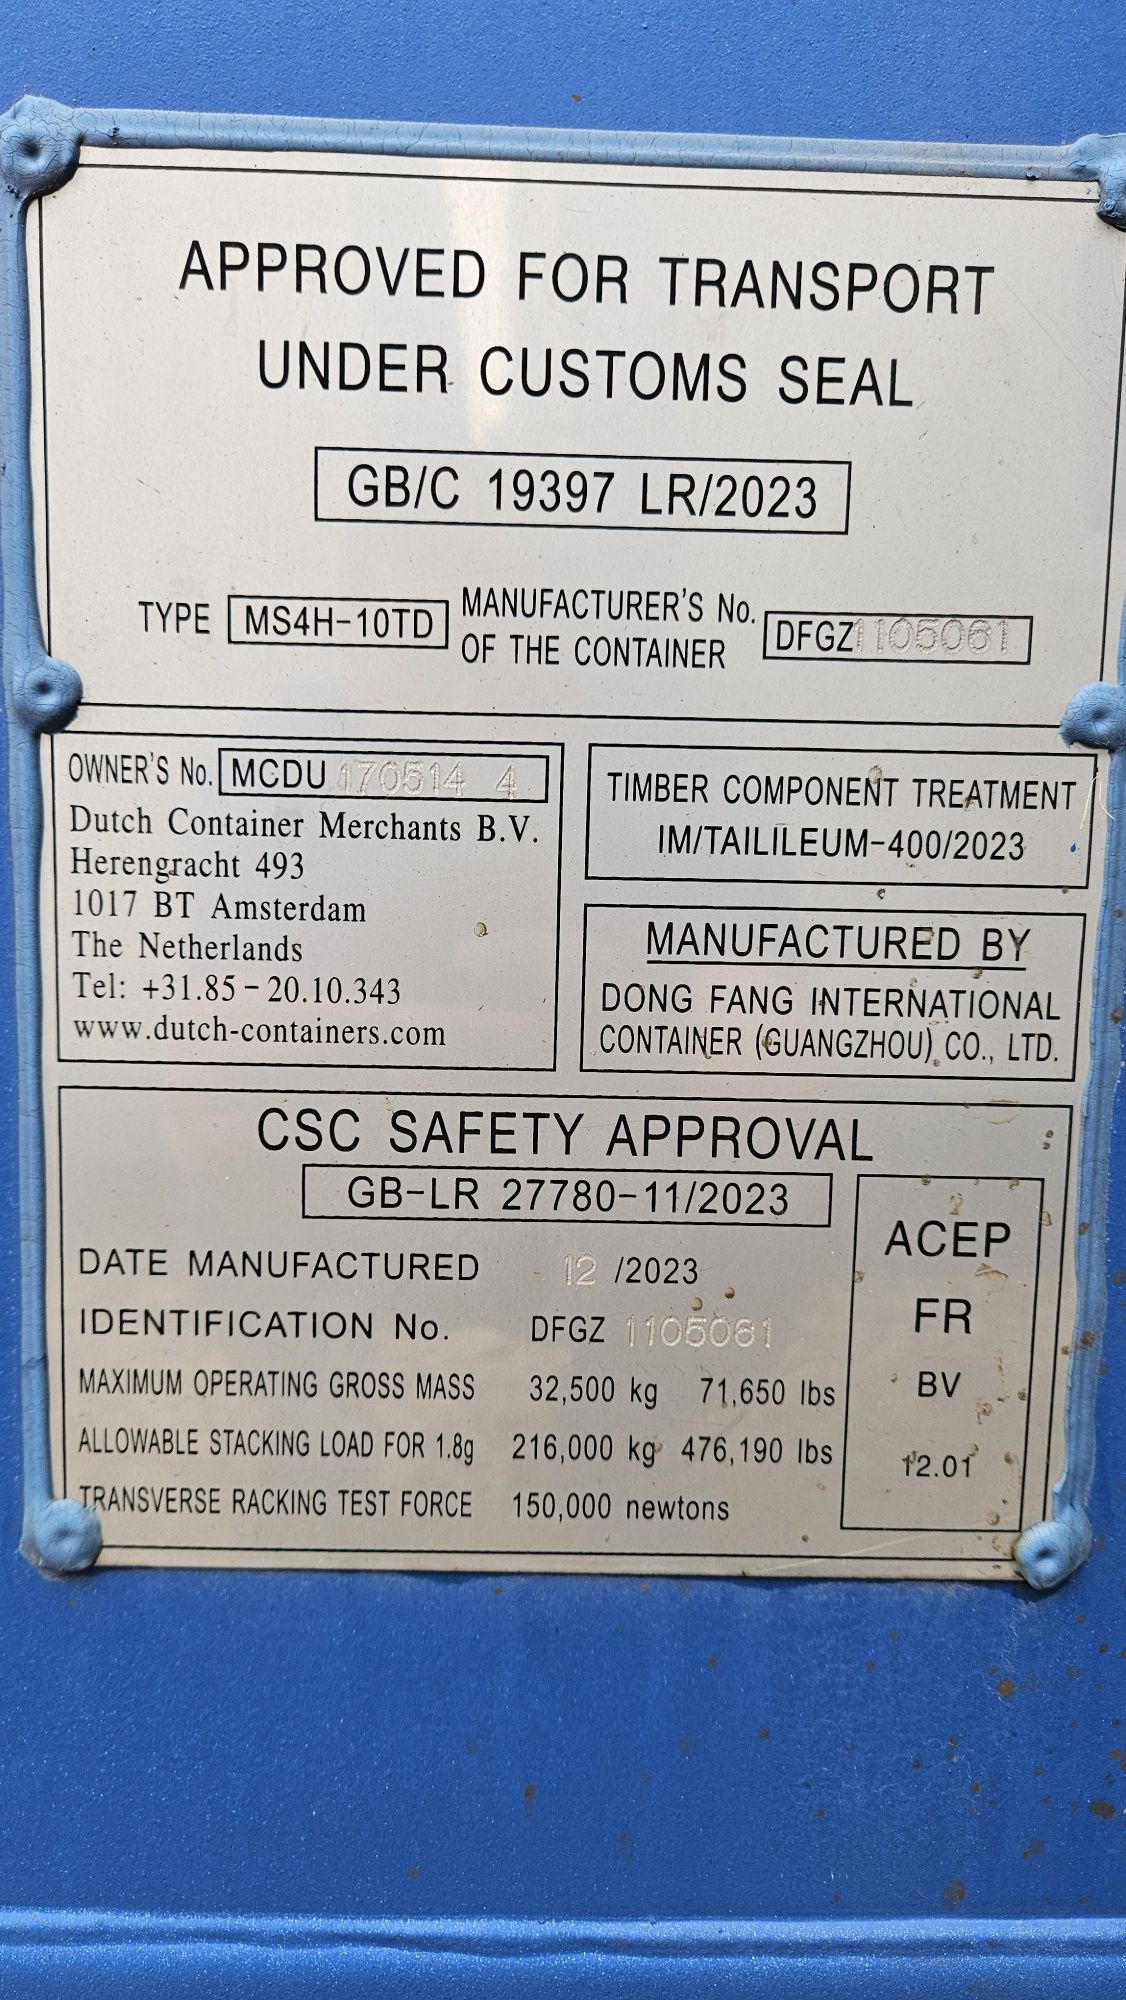 APPROVED FOR TRANSPORT
UNDER CUSTOMS SEAL
GB/C 19397 LR/2023
TYPE MS4H-10TD MANUFACTURER'S No. OF THE CONTAINER DFGZ1105061
OWNER'S No. MCDU 170514 4
Dutch Container Merchants B.V.
Herengracht 493
1017 BT Amsterdam
The Netherlands
Tel: +31.85-20.10.343
www.dutch-containers.com
TIMBER COMPONENT TREATMENT
IM/TAILILEUM-400/2023
MANUFACTURED BY
DONG FANG INTERNATIONAL
CONTAINER (GUANGZHOU) CO., LTD.
CSC SAFETY APPROVAL
GB-LR 27780-11/2023
DATE MANUFACTURED 12 /2023
IDENTIFICATION No. DFGZ 1105061
MAXIMUM OPERATING GROSS MASS 32,500 kg 71,650 lbs
ALLOWABLE STACKING LOAD FOR 1.8g 216,000 kg 476,190 lbs
TRANSVERSE RACKING TEST FORCE 150,000 newtons
ACEP
FR
BV
12.01